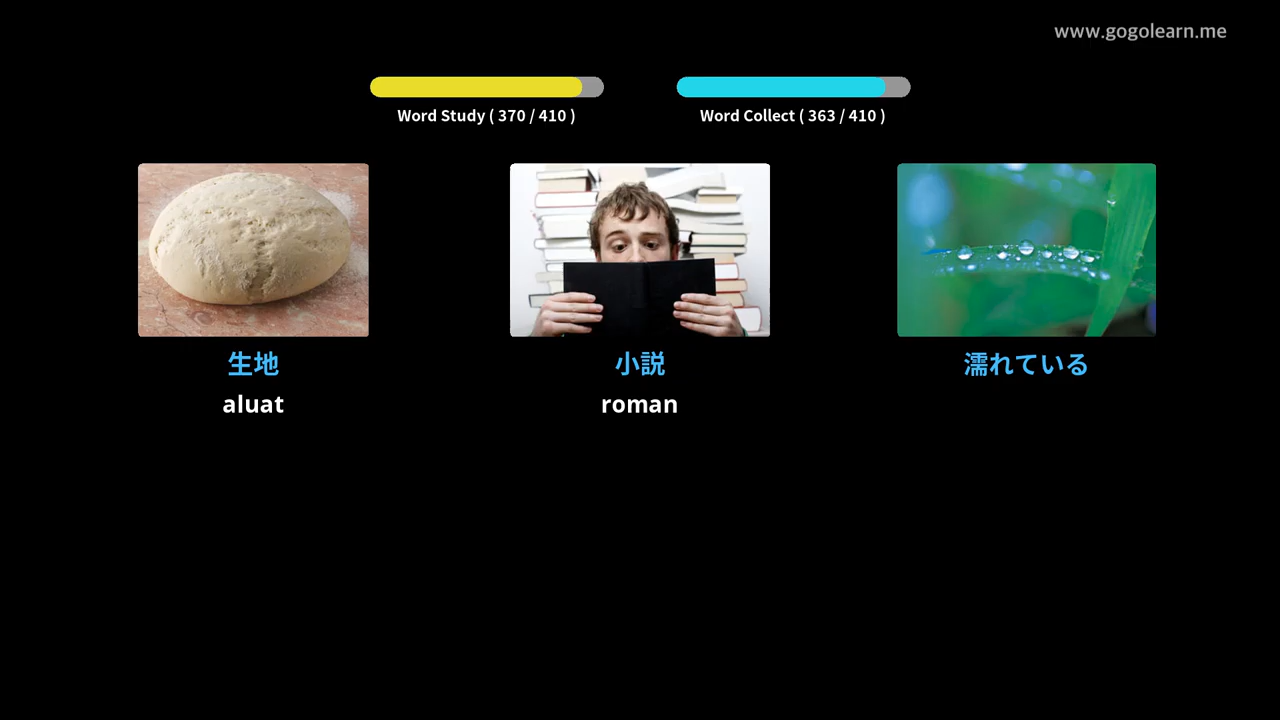 www.gogolearn.me
Word Study ( 370 / 410 )
Word Collect ( 363 / 410 )
生地
小説
濡れている
aluat
roman